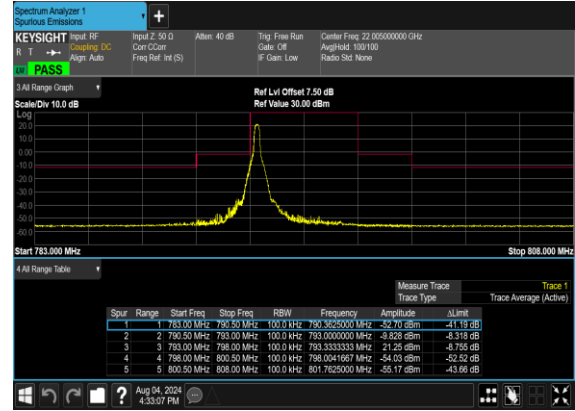 Spectrum Analyzer 1
Spurious Emissions
+
KEYSIGHT Input: RF Input Z: 50 Ω Atten: 40 dB Trig: Free Run Center Freq: 22.005000000 GHz
R T Coupling: DC Corr CCorr Gate: Off Avg|Hold: 100/100
Align: Auto Freq Ref: Int (S) IF Gain: Low Radio Std: None
PASS
3 All Range Graph
Ref Lvl Offset 7.50 dB
Scale/Div 10.0 dB Ref Value 30.00 dBm
Log
20.0
10.0
0.00
-10.0
-20.0
-30.0
-40.0
-50.0
-60.0
Start 783.000 MHz Stop 808.000 MHz
4 All Range Table
Measure Trace Trace 1
Trace Type Trace Average (Active)
Spur Range Start Freq Stop Freq RBW Frequency Amplitude ΔLimit
1 1 783.00 MHz 790.50 MHz 100.0 kHz 790.3625000 MHz -52.70 dBm -41.19 dB
2 2 790.50 MHz 793.00 MHz 100.0 kHz 793.0000000 MHz -9.828 dBm -8.318 dB
3 3 793.00 MHz 798.00 MHz 100.0 kHz 793.3333333 MHz 21.25 dBm -8.755 dB
4 4 798.00 MHz 800.50 MHz 100.0 kHz 798.0041667 MHz -54.03 dBm -52.52 dB
5 5 800.50 MHz 808.00 MHz 100.0 kHz 801.7625000 MHz -55.17 dBm -43.66 dB
? Aug 04, 2024
4:33:07 PM